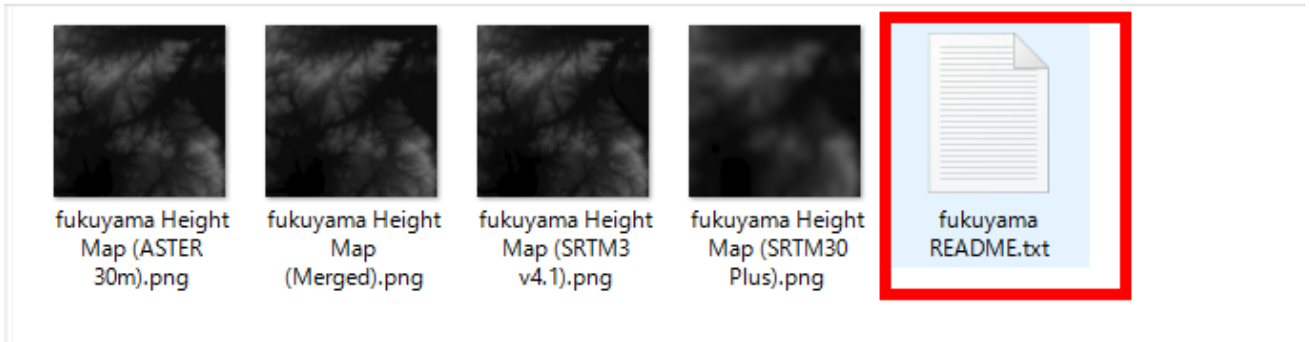 fukuyama Height
Map (ASTER
30m).png
fukuyama Height
Map
(Merged).png
fukuyama Height
Map (SRTM3
v4.1).png
fukuyama Height
Map (SRTM30
Plus).png
fukuyama
README.txt